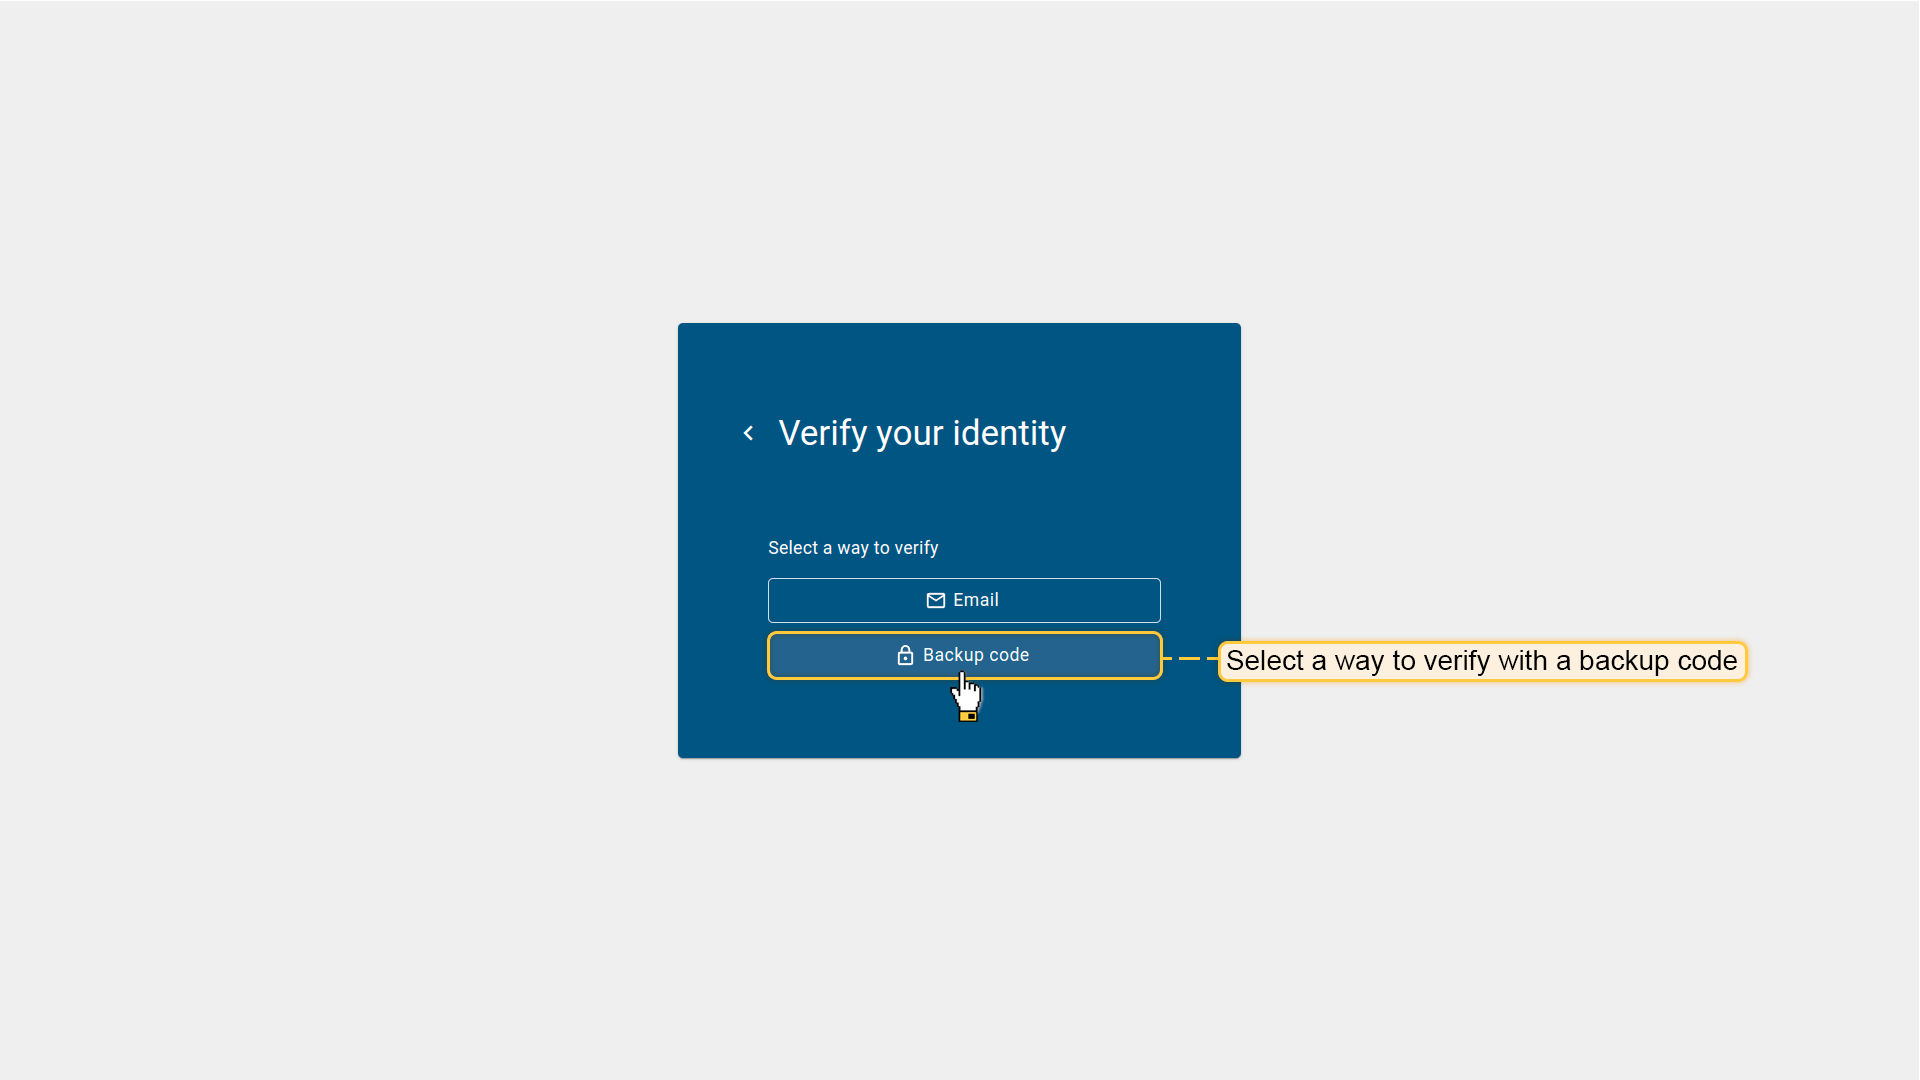 Verify your identity
Select a way to verify
Email
Backup code
Select a way to verify with a backup code